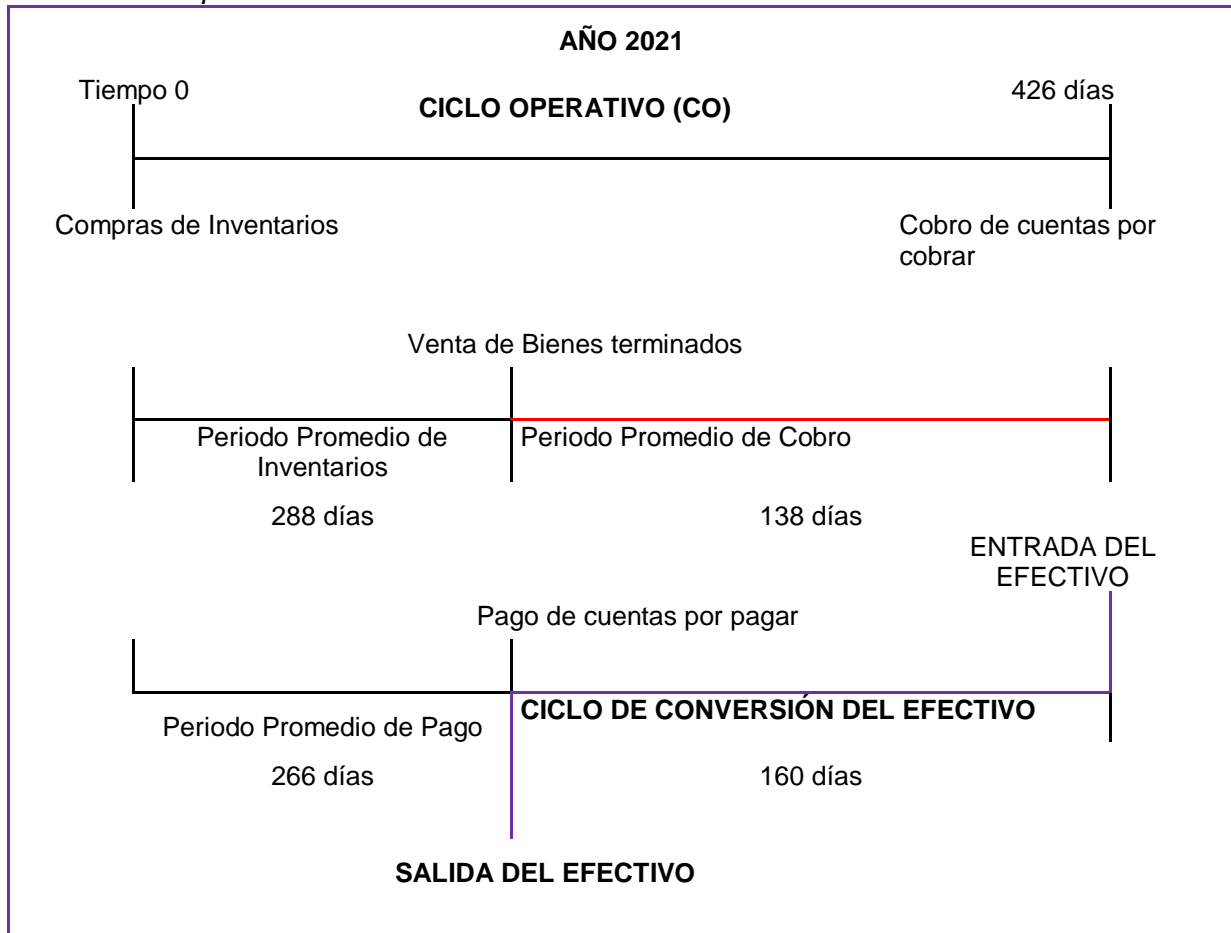 AÑO 2021
Tiempo 0
426 días
CICLO OPERATIVO (CO)
Compras de Inventarios
Cobro de cuentas por
cobrar
Venta de Bienes terminados
Periodo Promedio de
Inventarios
Periodo Promedio de Cobro
288 días
138 días
ENTRADA DEL
EFECTIVO
Pago de cuentas por pagar
Periodo Promedio de Pago
CICLO DE CONVERSIÓN DEL EFECTIVO
266 días
160 días
SALIDA DEL EFECTIVO